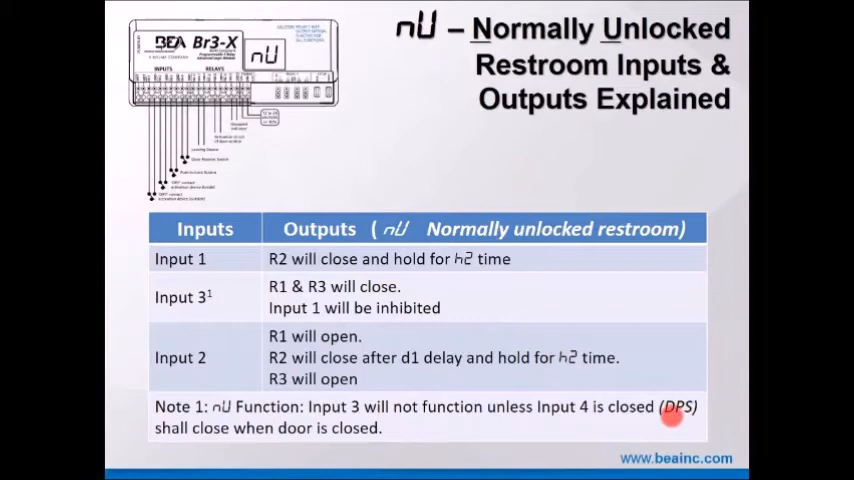 nU – Normally Unlocked
Restroom Inputs &
Outputs Explained
BEA Br3-X
nU
INPUTS RELAYS
Inputs
Outputs ( nU Normally unlocked restroom)
Input 1
R2 will close and hold for h2 time
Input 3¹
R1 & R3 will close.
Input 1 will be inhibited
Input 2
R1 will open.
R2 will close after d1 delay and hold for h2 time.
R3 will open
Note 1: nU Function: Input 3 will not function unless Input 4 is closed (DPS)
shall close when door is closed.
www.beainc.com